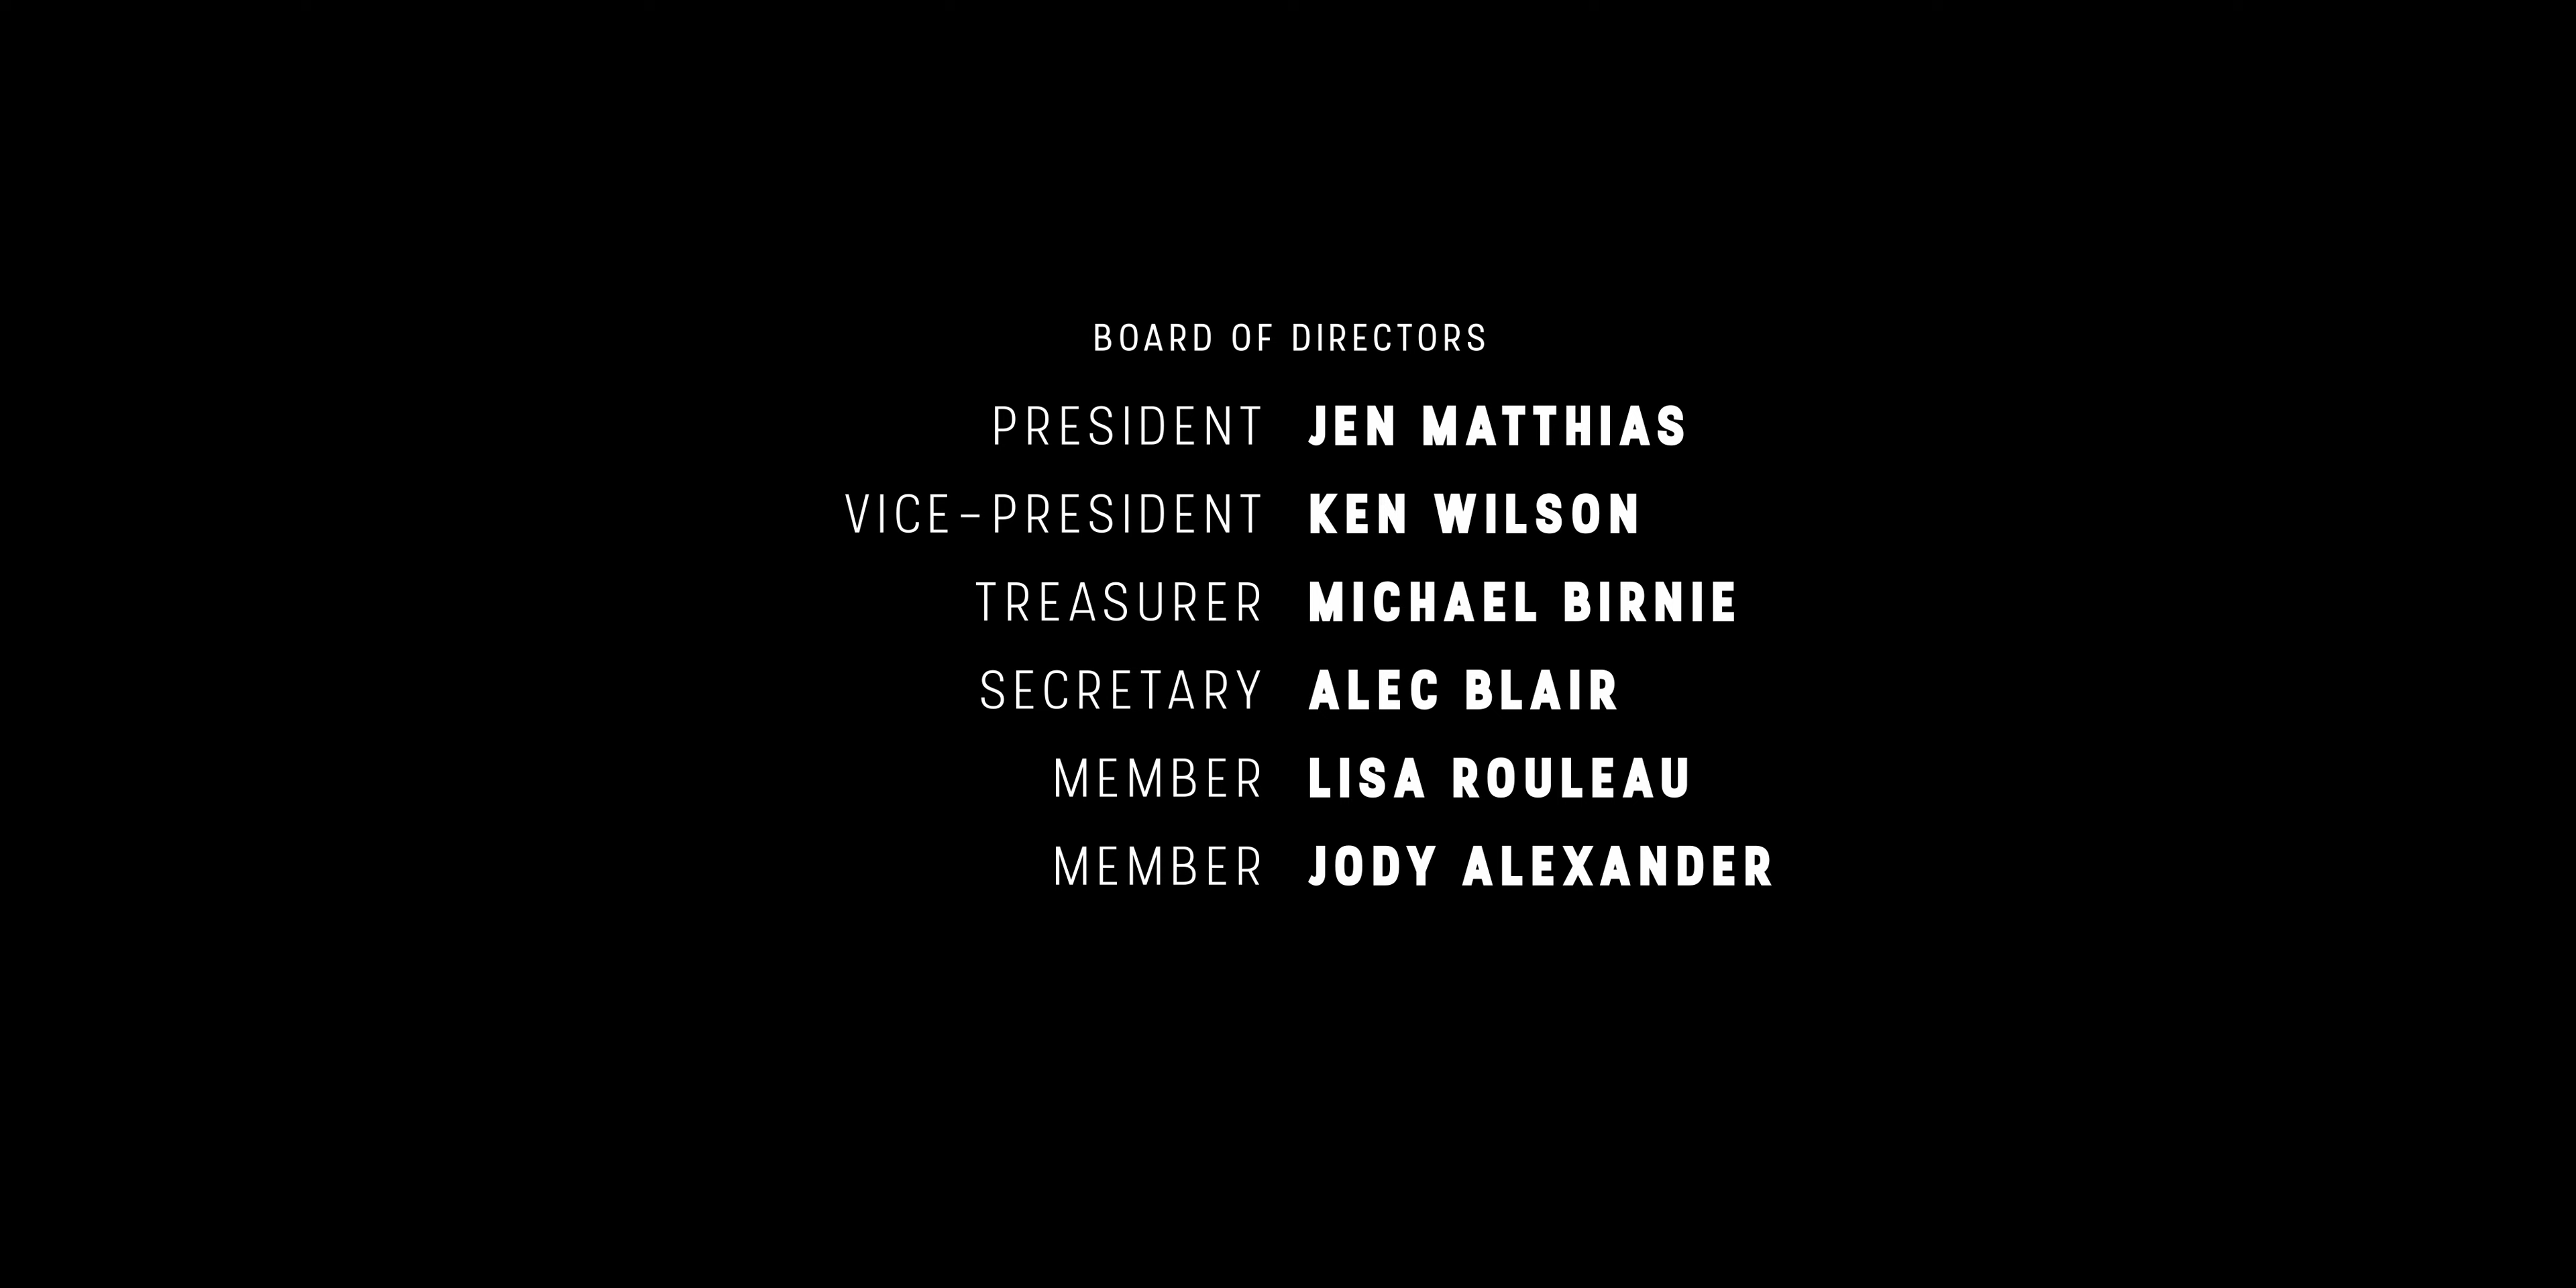 BOARD OF DIRECTORS
PRESIDENT JEN MATTHIAS
VICE-PRESIDENT KEN WILSON
TREASURER MICHAEL BIRNIE
SECRETARY ALEC BLAIR
MEMBER LISA ROULEAU
MEMBER JODY ALEXANDER